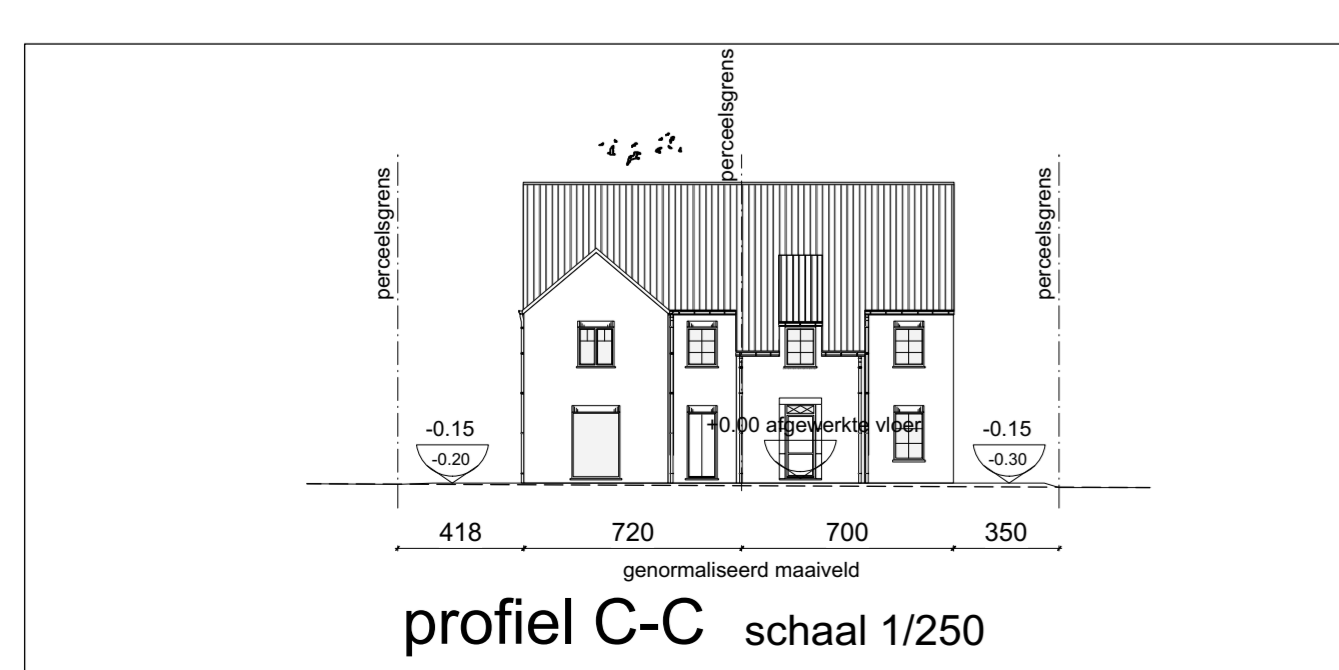 perceelsgrens
perceelsgrens
perceelsgrens
+0.00 afgewerkte vloer
-0.15
-0.20
-0.15
-0.30
418
720
700
350
genormaliseerd maaiveld
profiel C-C schaal 1/250